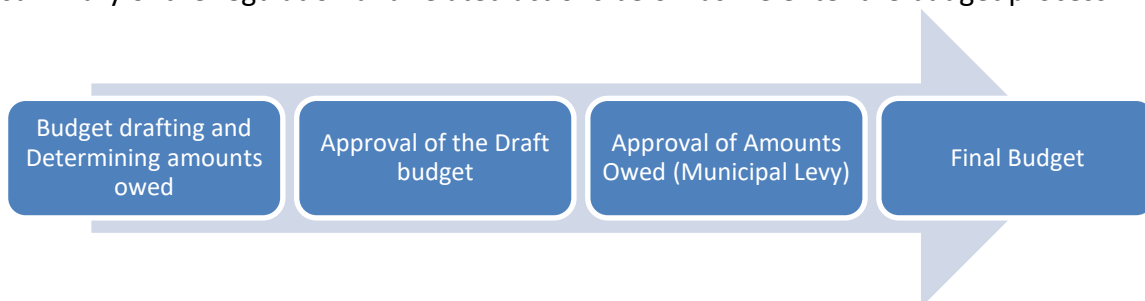 Budget drafting and
Determining amounts
owed
Approval of the Draft
budget
Approval of Amounts
Owed (Municipal Levy)
Final Budget